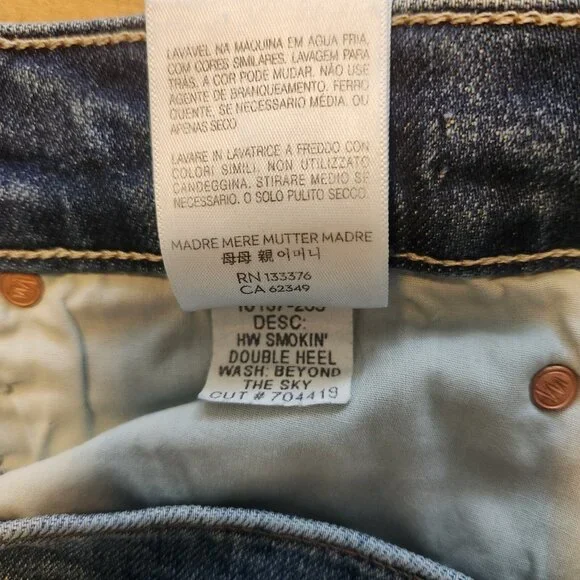 LAVAVEL NA MÁQUINA EM ÁGUA FRIA,
COM CORES SIMILARES. LAVAGEM PARA
TRÁS, A COR PODE MUDAR. NÃO USE
AGENTE DE BRANQUEAMENTO. FERRO
QUENTE, SE NECESSARIO MÉDIA, OU
APENAS SECO
LAVARE IN LAVATRICE A FREDDO CON
COLORI SIMILI, NON UTILIZZATO
CANDEGGINA. STIRARE MEDIO SE
NECESSARIO. O SOLO PULITO SECCO.
MADRE MERE MUTTER MADRE
母母 親 어머니
RN 133376
CA 62349
DESC:
HW SMOKIN'
DOUBLE HEEL
WASH: BEYOND
THE SKY
CUT # 704419